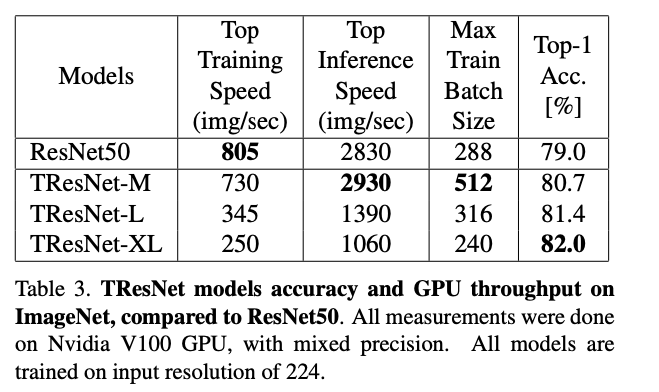 Models Top Training Speed (img/sec) Top Inference Speed (img/sec) Max Train Batch Size Top-1 Acc. [%]
ResNet50 805 2830 288 79.0
TResNet-M 730 2930 512 80.7
TResNet-L 345 1390 316 81.4
TResNet-XL 250 1060 240 82.0
Table 3. TResNet models accuracy and GPU throughput on
ImageNet, compared to ResNet50. All measurements were done
on Nvidia V100 GPU, with mixed precision. All models are
trained on input resolution of 224.